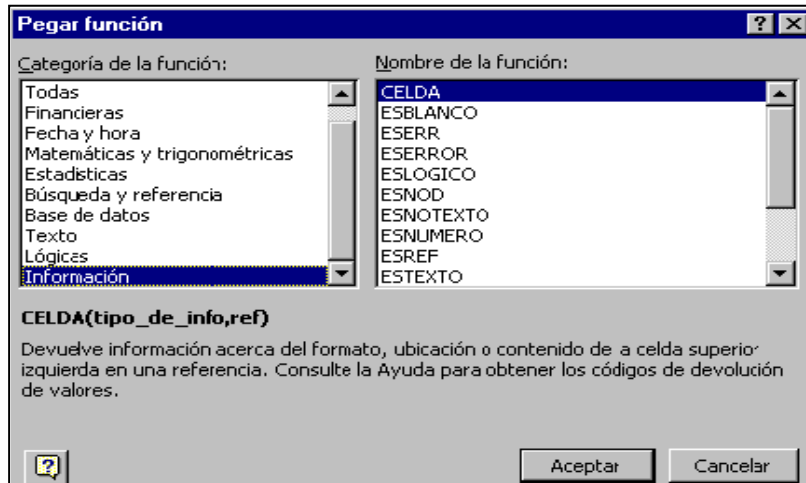 Pegar función
Categoría de la función:
Todas
Financieras
Fecha y hora
Matemáticas y trigonométricas
Estadísticas
Búsqueda y referencia
Base de datos
Texto
Lógicas
Información
Nombre de la función:
CELDA
ESBLANCO
ESERR
ESERROR
ESLOGICO
ESNOD
ESNOTEXTO
ESNUMERO
ESREF
ESTEXTO
CELDA(tipo_de_info,ref)
Devuelve información acerca del formato, ubicación o contenido de a celda superior
izquierda en una referencia. Consulte la Ayuda para obtener los códigos de devolución
de valores.
Aceptar
Cancelar